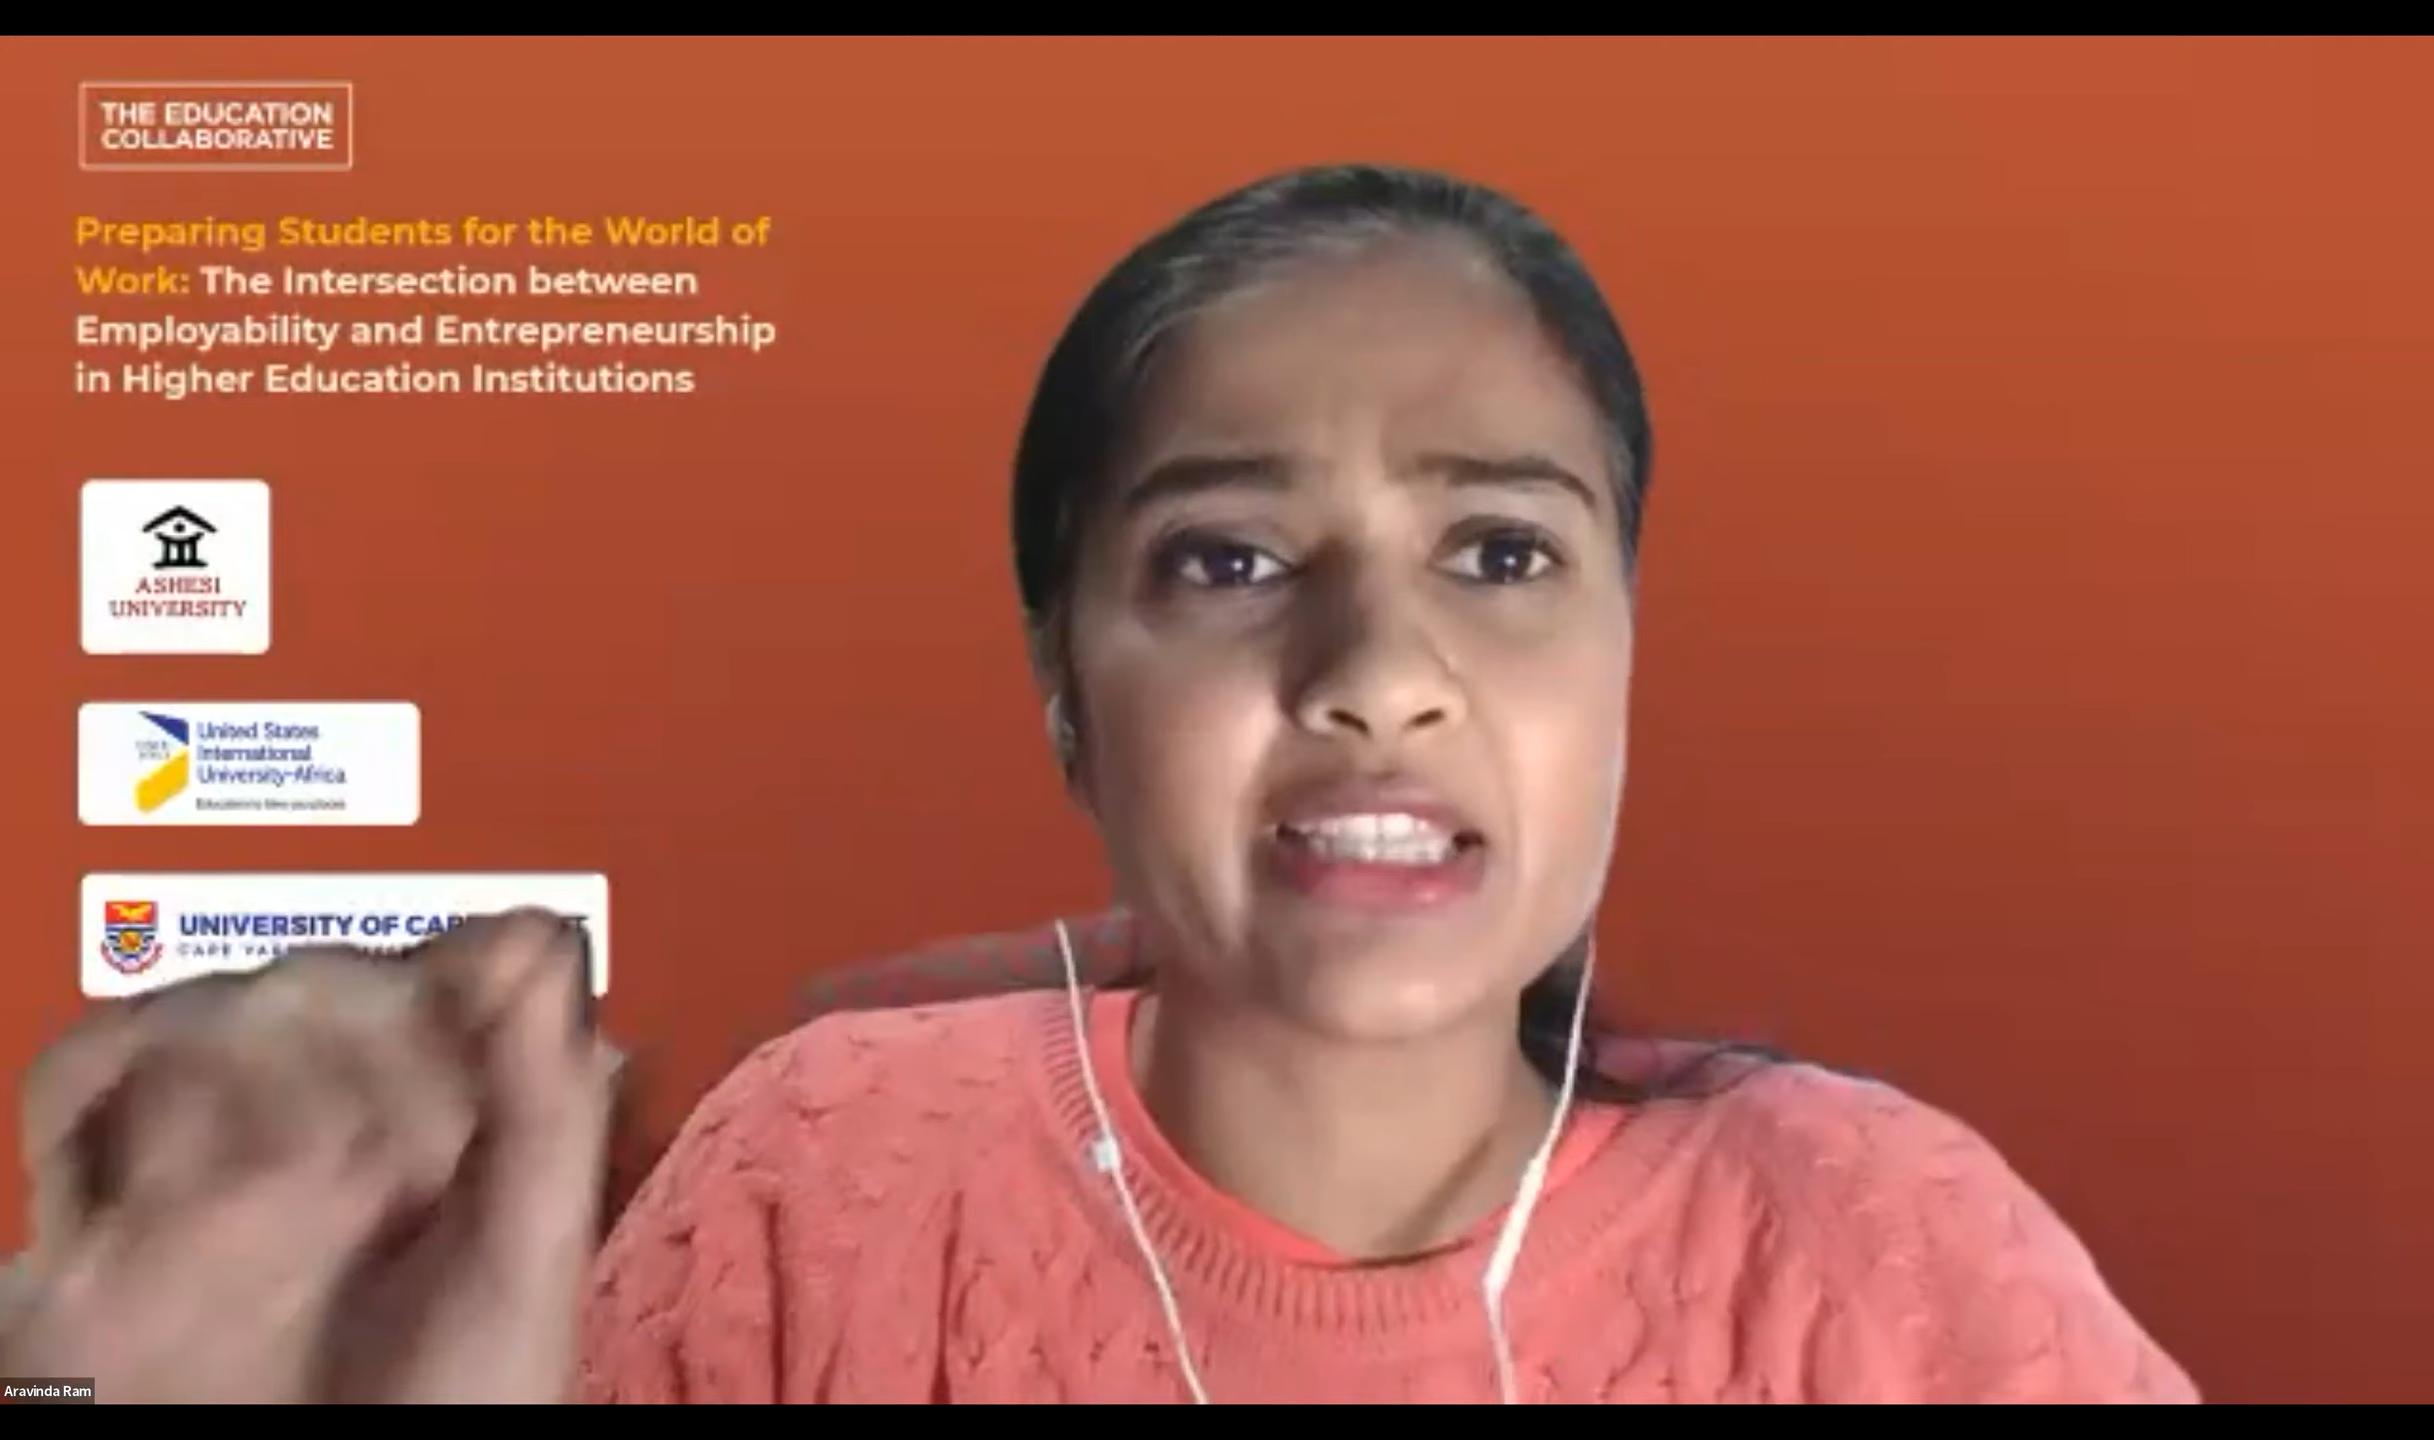 THE EDUCATION
COLLABORATIVE
Preparing Students for the World of
Work: The Intersection between
Employability and Entrepreneurship
in Higher Education Institutions
ASHESI
UNIVERSITY
United States
International
University-Africa
UNIVERSITY OF
Aravinda Ram